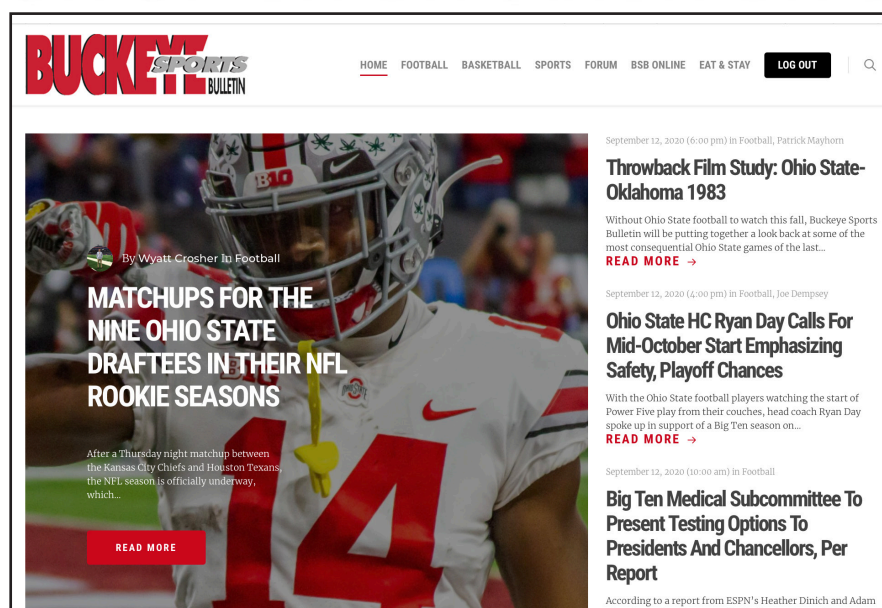 BUCKEYE
SPORTS
BULLETIN
HOME FOOTBALL BASKETBALL SPORTS FORUM BSB ONLINE EAT & STAY LOG OUT
B1G
By Wyatt Crosher In Football
MATCHUPS FOR THE
NINE OHIO STATE
DRAFTEES IN THEIR NFL
ROOKIE SEASONS
B1G
OHIO STATE
14
After a Thursday night matchup between
the Kansas City Chiefs and Houston Texans,
the NFL season is officially underway,
which...
READ MORE
September 12, 2020 (6:00 pm) in Football, Patrick Mayhorn
Throwback Film Study: Ohio State-
Oklahoma 1983
Without Ohio State football to watch this fall, Buckeye Sports
Bulletin will be putting together a look back at some of the
most consequential Ohio State games of the last...
READ MORE →
September 12, 2020 (4:00 pm) in Football, Joe Dempsey
Ohio State HC Ryan Day Calls For
Mid-October Start Emphasizing
Safety, Playoff Chances
With the Ohio State football players watching the start of
Power Five play from their couches, head coach Ryan Day
spoke up in support of a Big Ten season on...
READ MORE →
September 12, 2020 (10:00 am) in Football
Big Ten Medical Subcommittee To
Present Testing Options To
Presidents And Chancellors, Per
Report
According to a report from ESPN's Heather Dinich and Adam